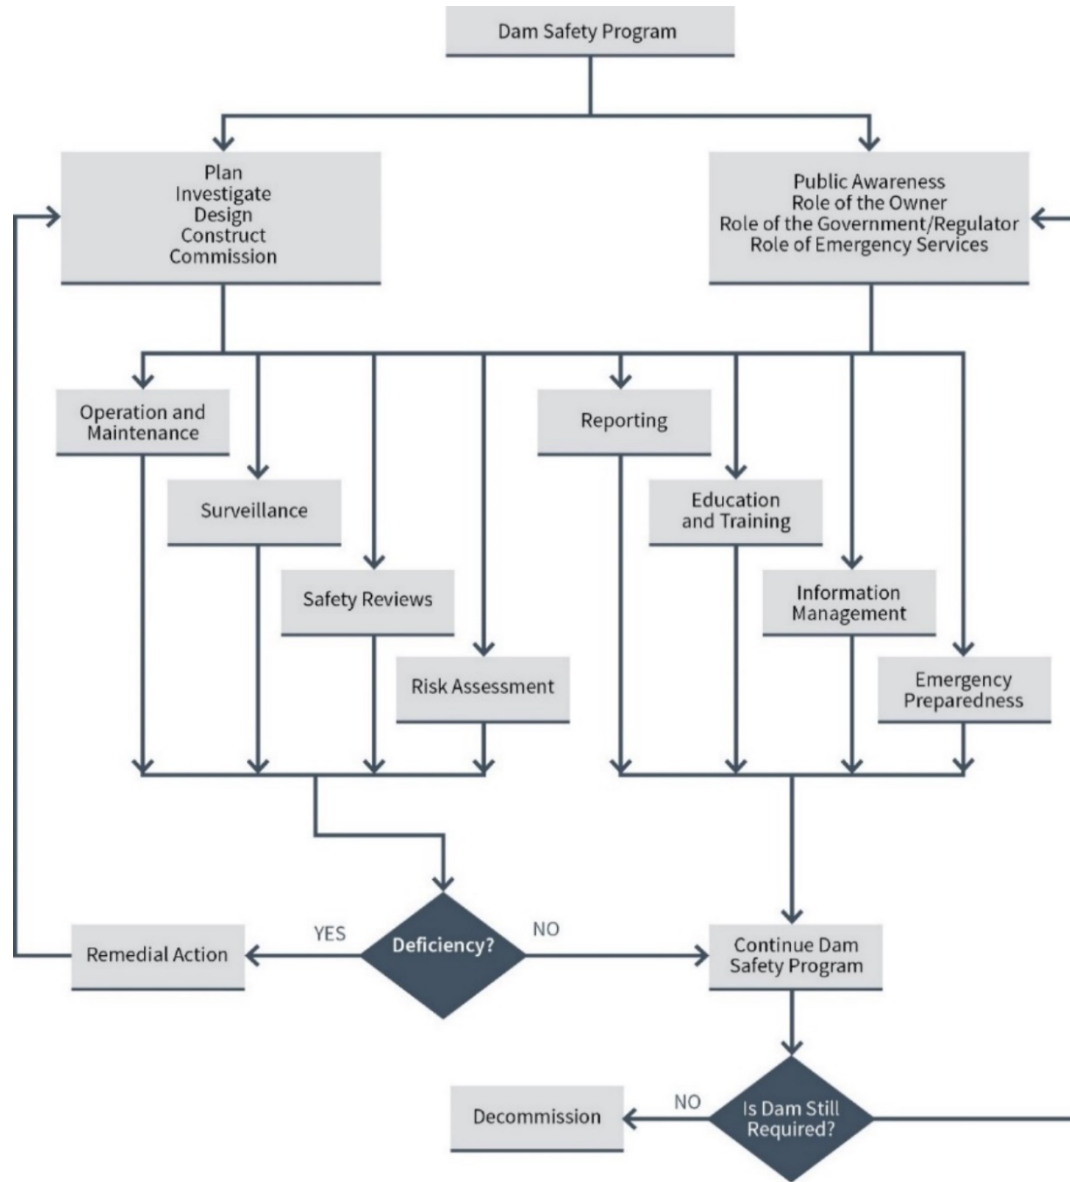 Dam Safety Program
Plan
Investigate
Design
Construct
Commission
Public Awareness
Role of the Owner
Role of the Government/Regulator
Role of Emergency Services
Operation and
Maintenance
Surveillance
Safety Reviews
Risk Assessment
Reporting
Education
and Training
Information
Management
Emergency
Preparedness
Remedial Action
YES
Deficiency?
NO
Continue Dam
Safety Program
Decommission
NO
Is Dam Still
Required?